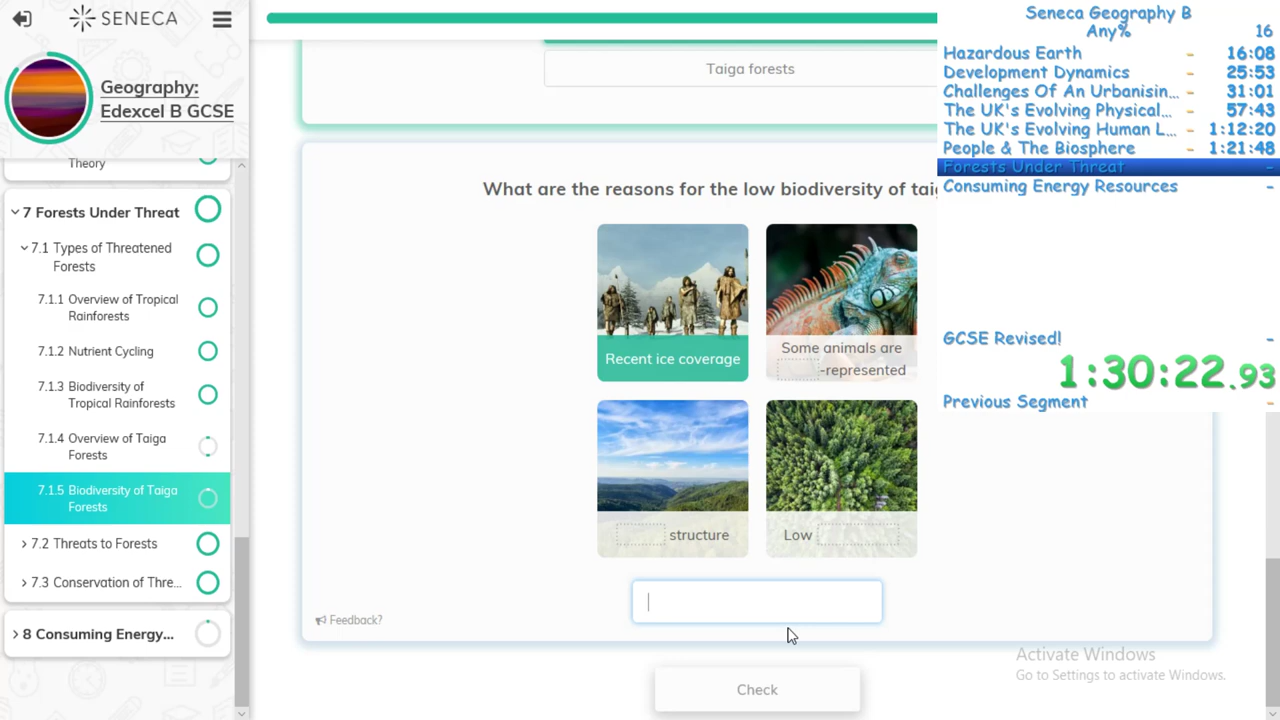 SENECA
Geography:
Edexcel B GCSE
Theory
7 Forests Under Threat
7.1 Types of Threatened
Forests
7.1.1 Overview of Tropical
Rainforests
7.1.2 Nutrient Cycling
7.1.3 Biodiversity of
Tropical Rainforests
7.1.4 Overview of Taiga
Forests
7.1.5 Biodiversity of Taiga
Forests
7.2 Threats to Forests
7.3 Conservation of Thre...
8 Consuming Energy...
Taiga forests
What are the reasons for the low biodiversity of
Recent ice coverage
Some animals are
-represented
structure
Low
Feedback?
Check
Seneca Geography B
Any% 16
Hazardous Earth - 16:08
Development Dynamics - 25:53
Challenges Of An Urbanisin... - 31:01
The UK's Evolving Physical... - 57:43
The UK's Evolving Human L... - 1:12:20
People & The Biosphere - 1:21:48
Forests Under Threat -
Consuming Energy Resources -
GCSE Revised! -
1:30:22.93
Previous Segment -
Activate Windows
Go to Settings to activate Windows.